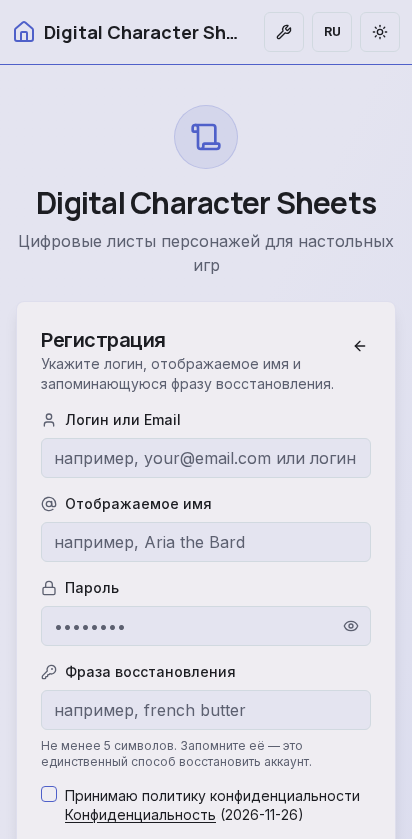 Digital Character Sh...
RU
Digital Character Sheets
Цифровые листы персонажей для настольных
игр
Регистрация
Укажите логин, отображаемое имя и
запоминающуюся фразу восстановления.
Логин или Email
например, your@email.com или логин
Отображаемое имя
например, Aria the Bard
Пароль
••••••••
Фраза восстановления
например, french butter
Не менее 5 символов. Запомните её — это
единственный способ восстановить аккаунт.
Принимаю политику конфиденциальности
Конфиденциальность (2026-11-26)